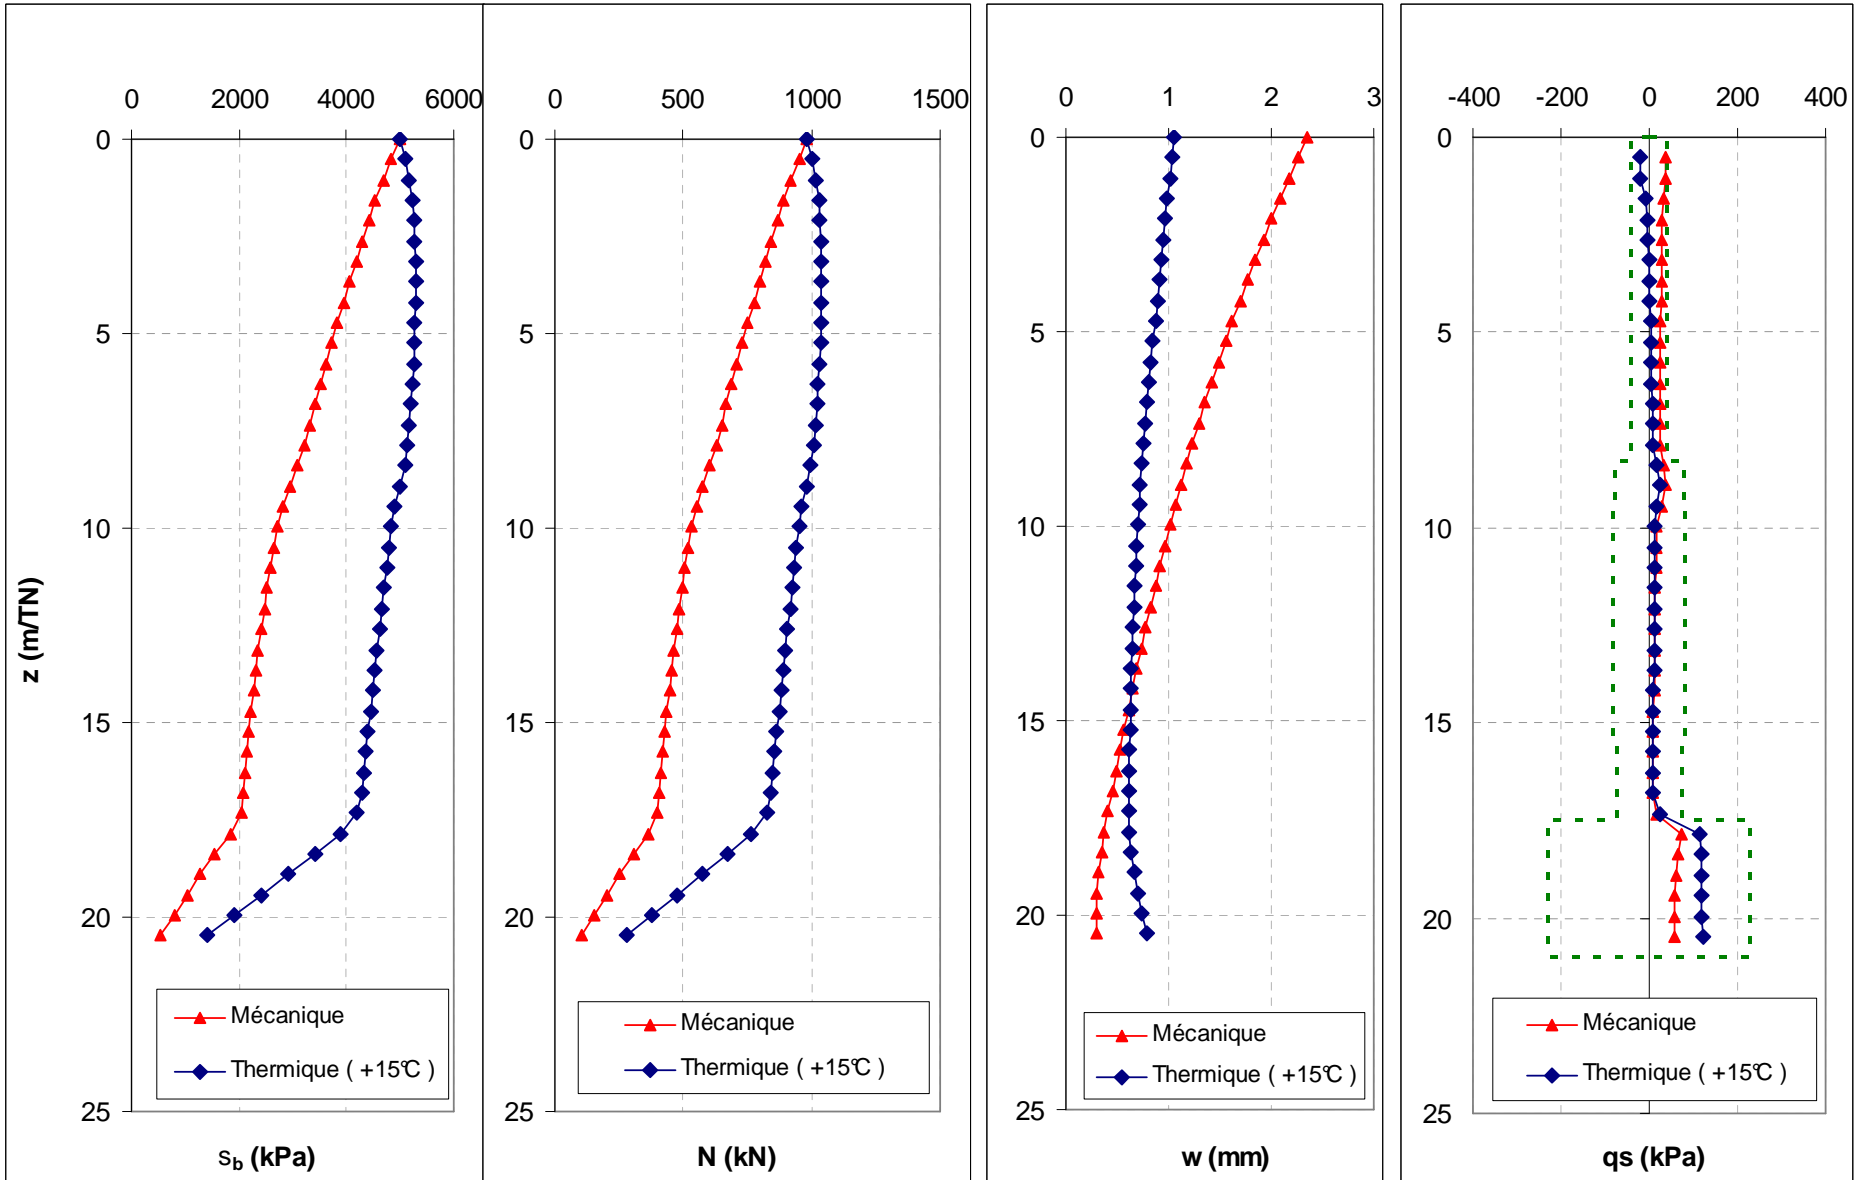 0 2000 4000 6000
0 500 1000 1500
0 1 2 3
-400 -200 0 200 400
0
5
10
15
20
25
0
5
10
15
20
25
0
5
10
15
20
25
0
5
10
15
20
25
z (m/TN)
Mécanique
Thermique ( +15°C )
Mécanique
Thermique ( +15°C )
Mécanique
Thermique ( +15°C )
Mécanique
Thermique ( +15°C )
sb (kPa)
N (kN)
w (mm)
qs (kPa)